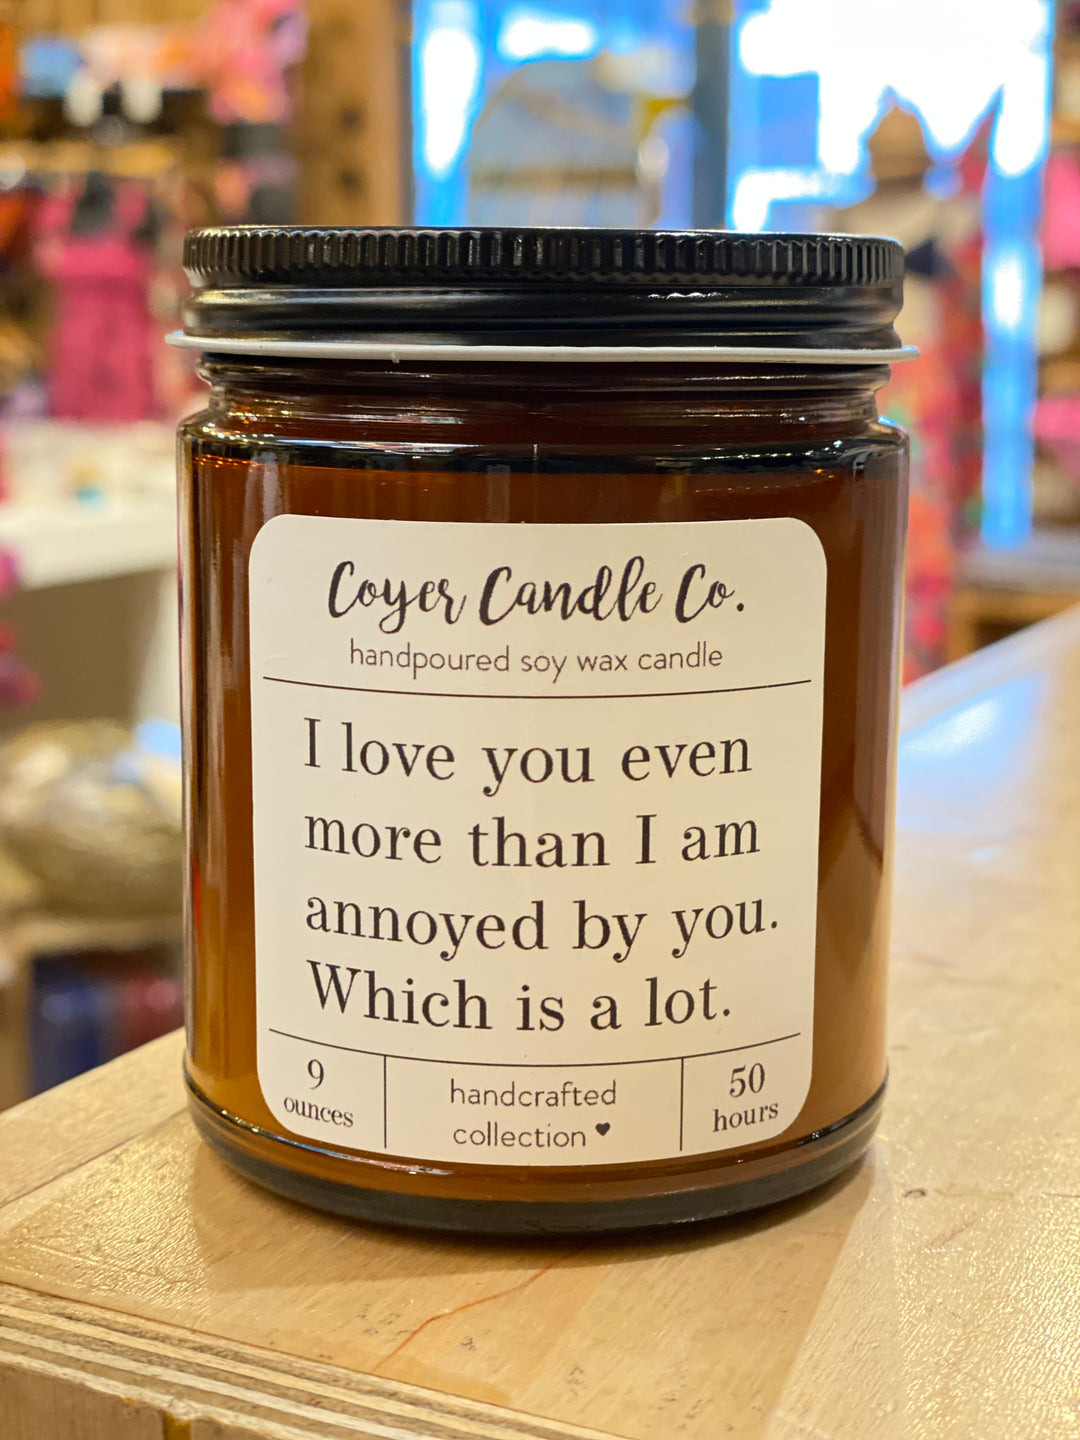 Coyer Candle Co.
handpoured soy wax candle
I love you even
more than I am
annoyed by you.
Which is a lot.
9
ounces
handcrafted
collection ♥
50
hours